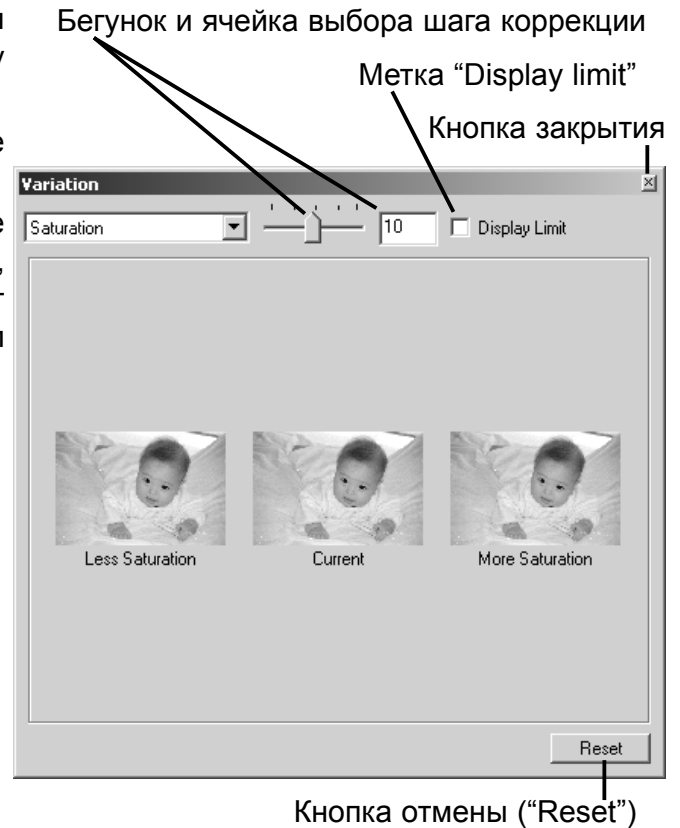 Бегунок и ячейка выбора шага коррекции
Метка “Display limit”
Кнопка закрытия
Variation
Saturation 10 Display Limit
Less Saturation Current More Saturation
Reset
Кнопка отмены (“Reset”)